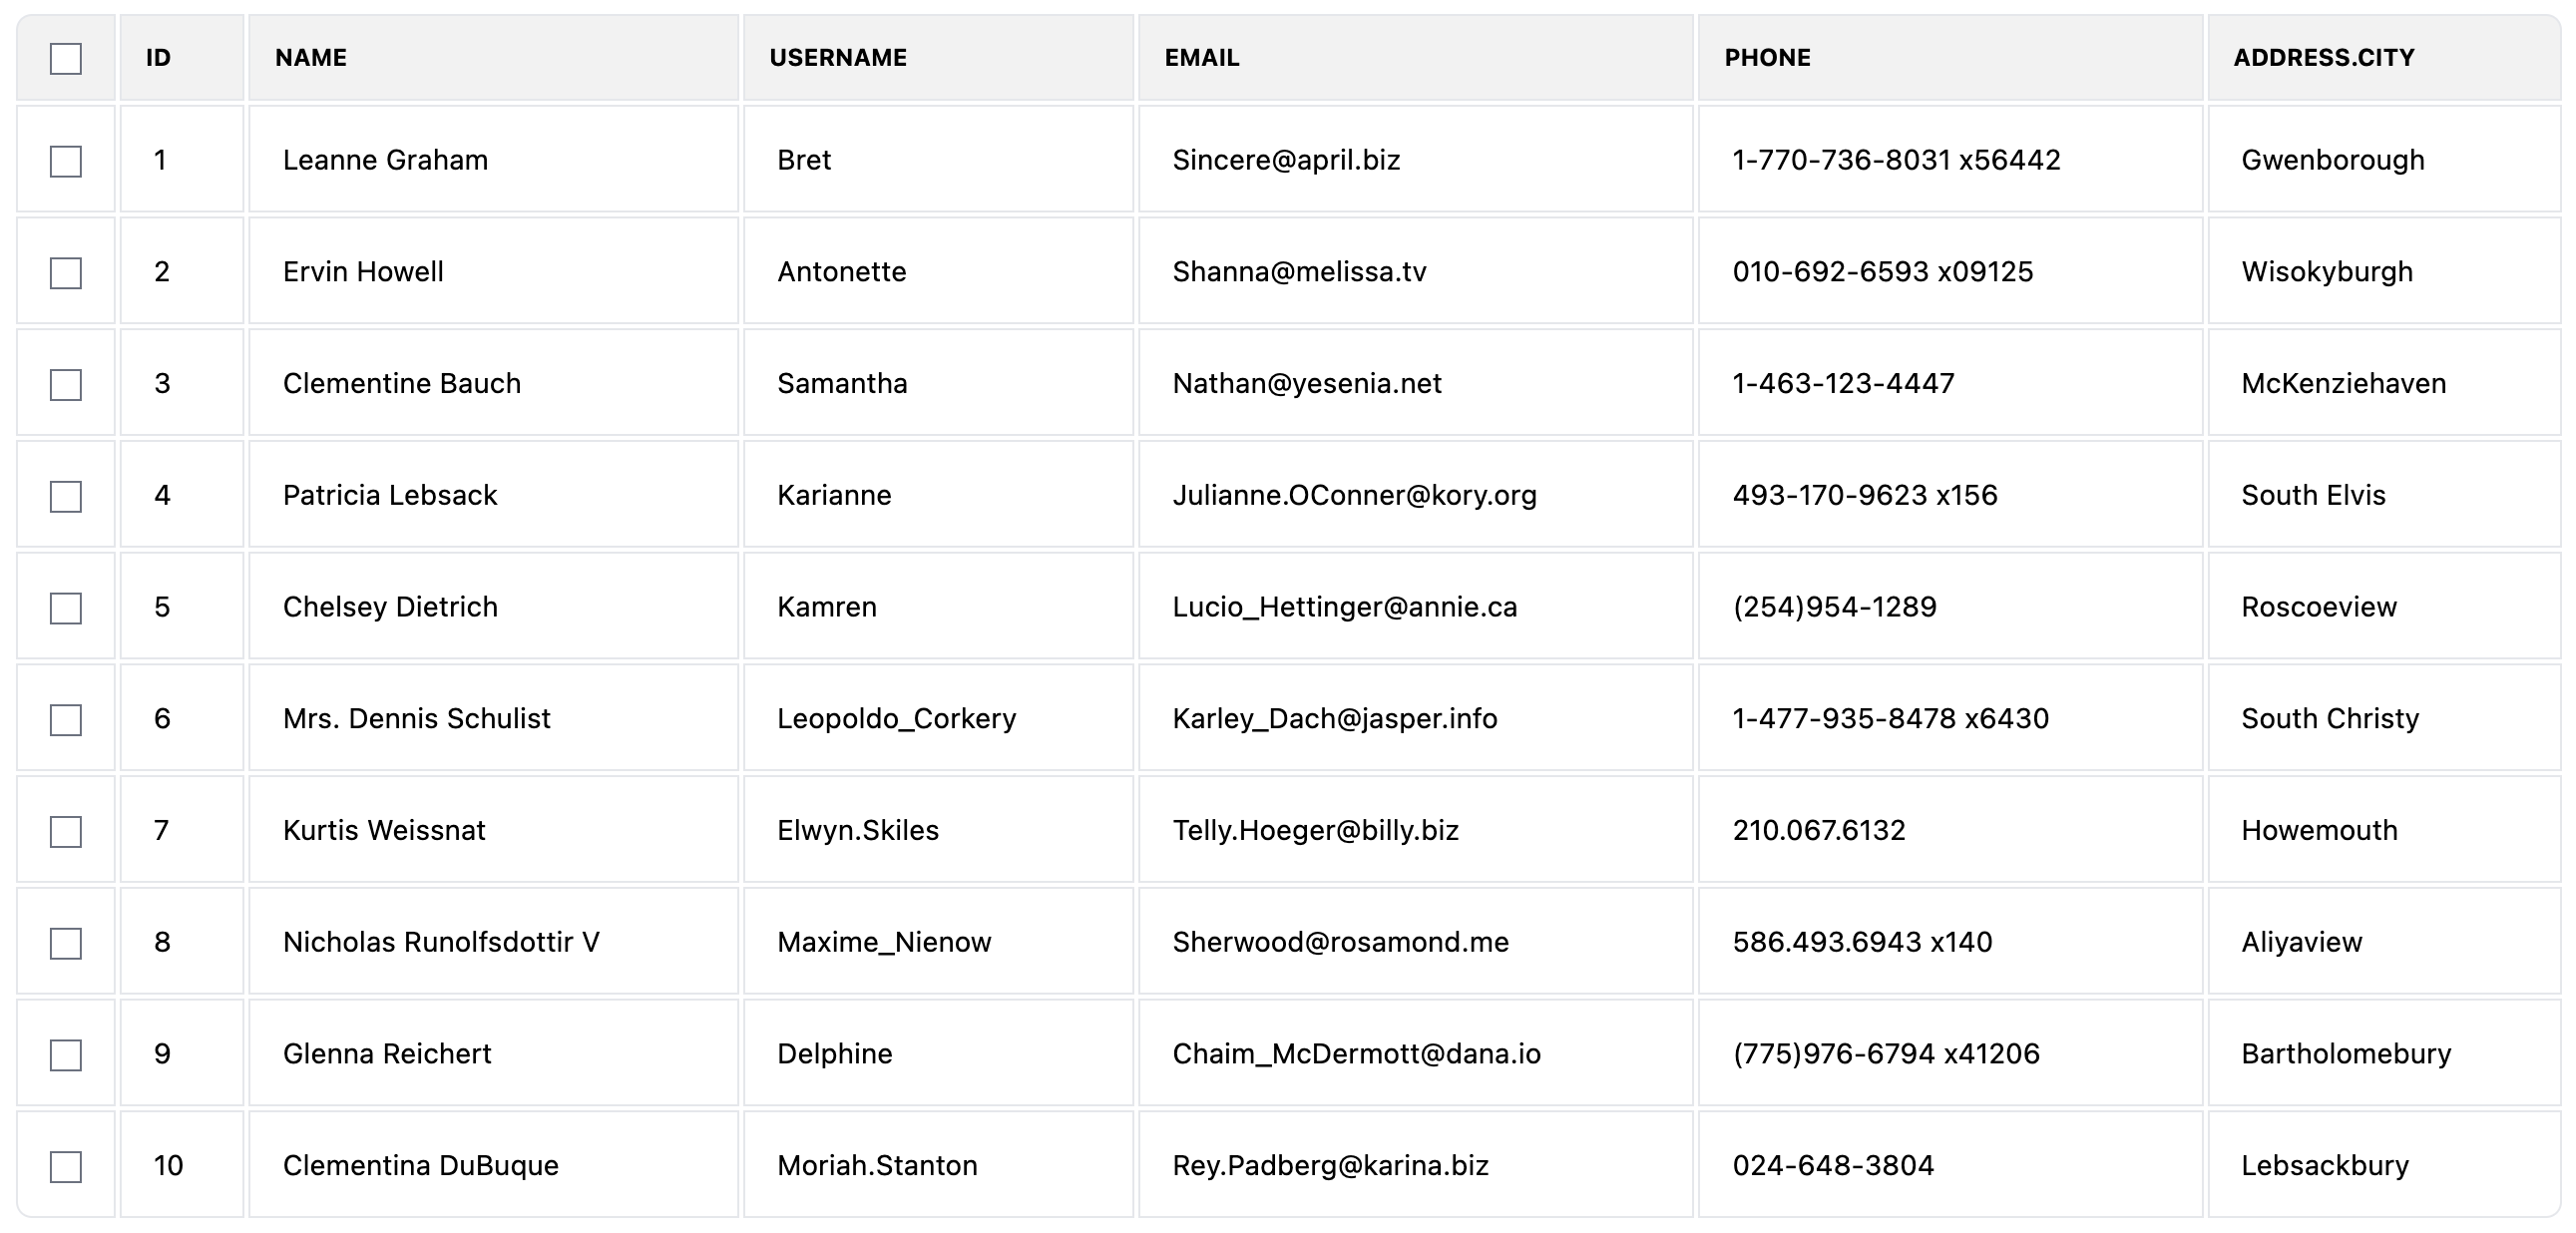 ID NAME USERNAME EMAIL PHONE ADDRESS.CITY
1 Leanne Graham Bret Sincere@april.biz 1-770-736-8031 x56442 Gwenborough
2 Ervin Howell Antonette Shanna@melissa.tv 010-692-6593 x09125 Wisokyburgh
3 Clementine Bauch Samantha Nathan@yesenia.net 1-463-123-4447 McKenziehaven
4 Patricia Lebsack Karianne Julianne.OConner@kory.org 493-170-9623 x156 South Elvis
5 Chelsey Dietrich Kamren Lucio_Hettinger@annie.ca (254)954-1289 Roscoeview
6 Mrs. Dennis Schulist Leopoldo_Corkery Karley_Dach@jasper.info 1-477-935-8478 x6430 South Christy
7 Kurtis Weissnat Elwyn.Skiles Telly.Hoeger@billy.biz 210.067.6132 Howemouth
8 Nicholas Runolfsdottir V Maxime_Nienow Sherwood@rosamond.me 586.493.6943 x140 Aliyaview
9 Glenna Reichert Delphine Chaim_McDermott@dana.io (775)976-6794 x41206 Bartholomebury
10 Clementina DuBuque Moriah.Stanton Rey.Padberg@karina.biz 024-648-3804 Lebsackbury